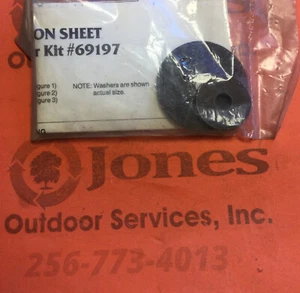 ON SHEET
r Kit #69197
gure 1)
gure 2)
gure 3)
NOTE: Washers are shown
actual size.
Jones
Outdoor Services, Inc.
256-773-4013